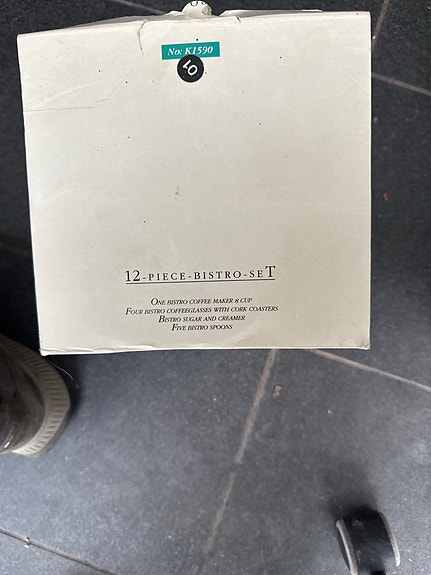 No: K1590
10
12-PIECE-BISTRO-SET
ONE BISTRO COFFEE MAKER 8 CUP
FOUR BISTRO COFFEEGLASSES WITH CORK COASTERS
BISTRO SUGAR AND CREAMER
FIVE BISTRO SPOONS